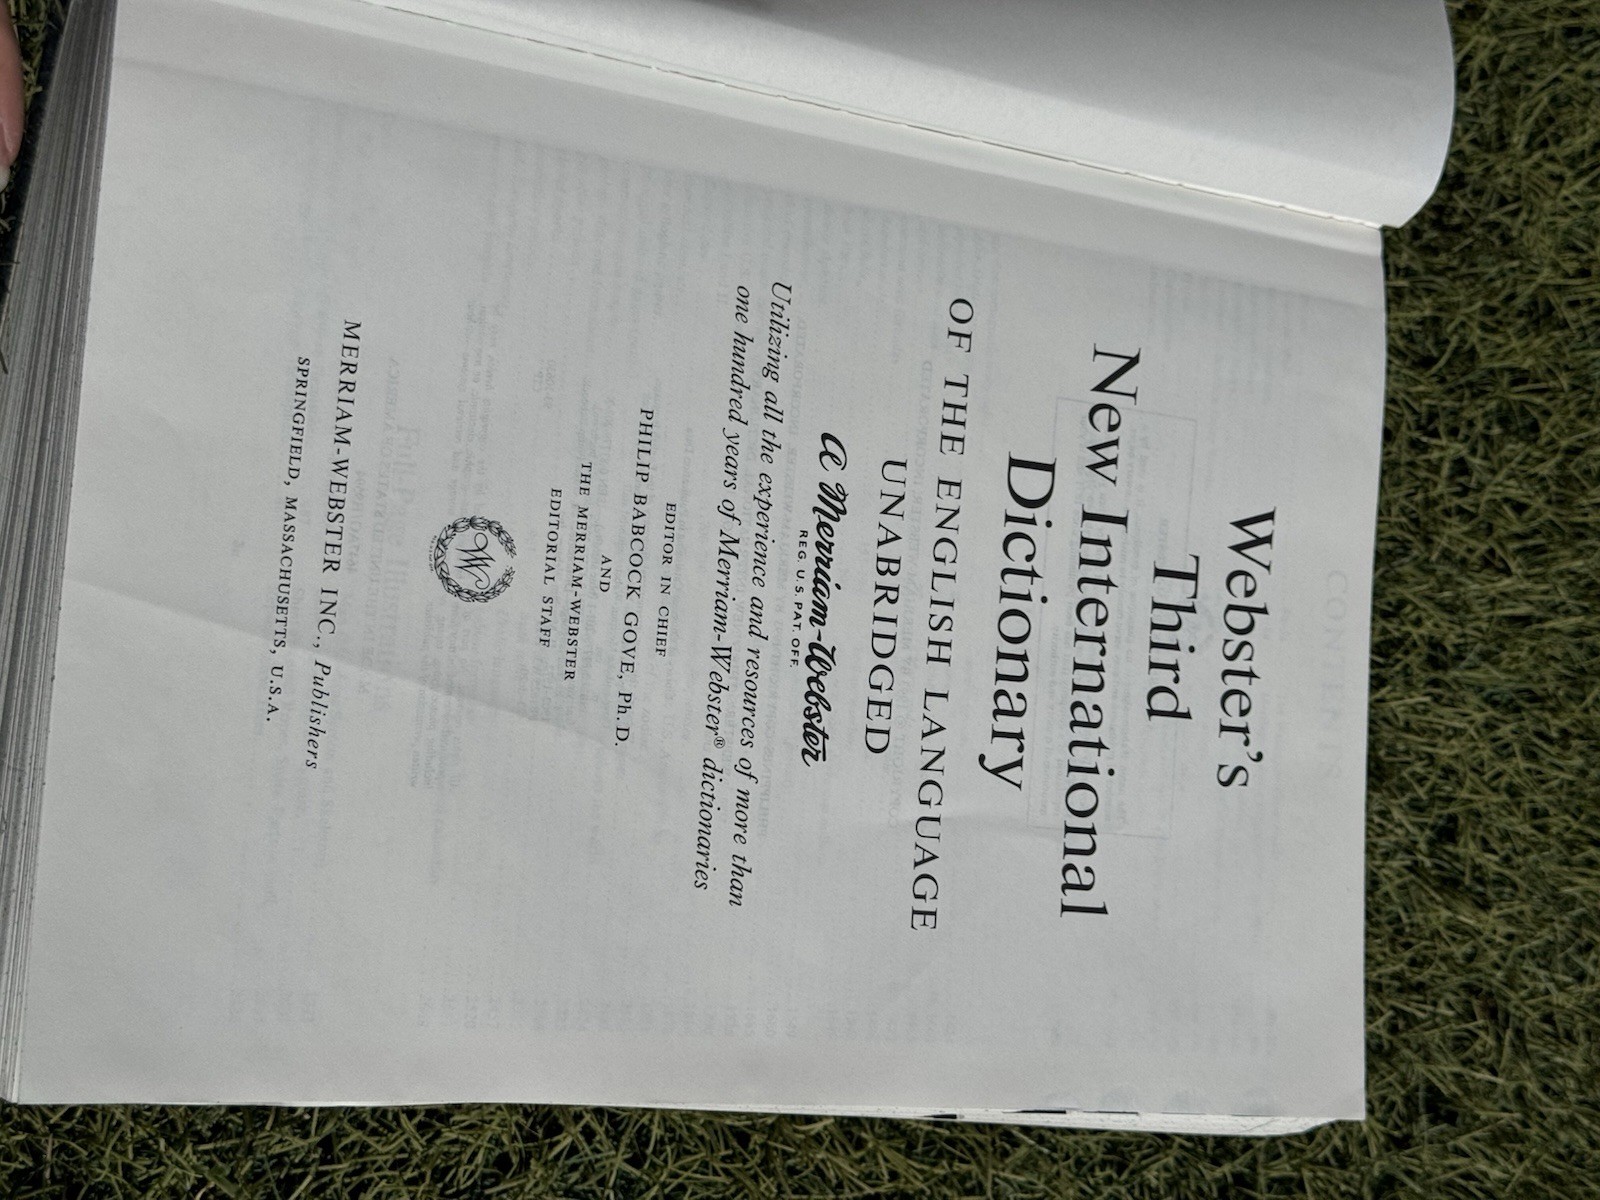 Webster's
Third
New International
Dictionary
OF THE ENGLISH LANGUAGE
UNABRIDGED
a Merriam-Webster
REG. U.S. PAT. OFF.
Utilizing all the experience and resources of more than
one hundred years of Merriam-Webster® dictionaries
EDITOR IN CHIEF
PHILIP BABCOCK GOVE, Ph.D.
AND
THE MERRIAM-WEBSTER
EDITORIAL STAFF
W
MERRIAM-WEBSTER INC., Publishers
SPRINGFIELD, MASSACHUSETTS, U.S.A.